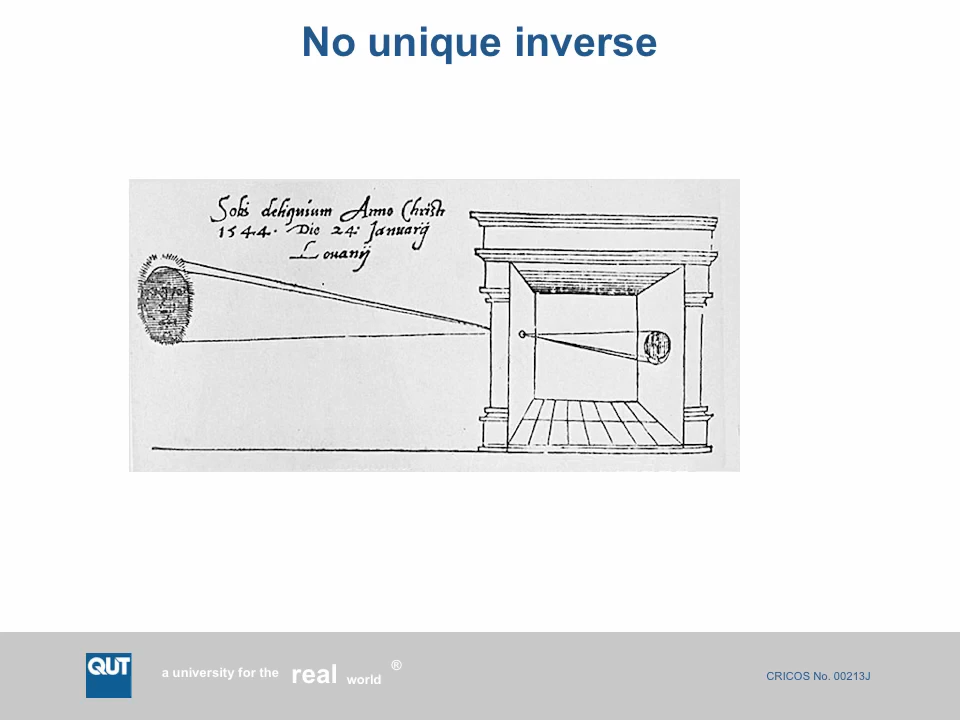 No unique inverse
Solis deliquium Anno Christi
1544. Die 24: Januarij
Lovanij
QUT
a university for the real world ®
CRICOS No. 00213J